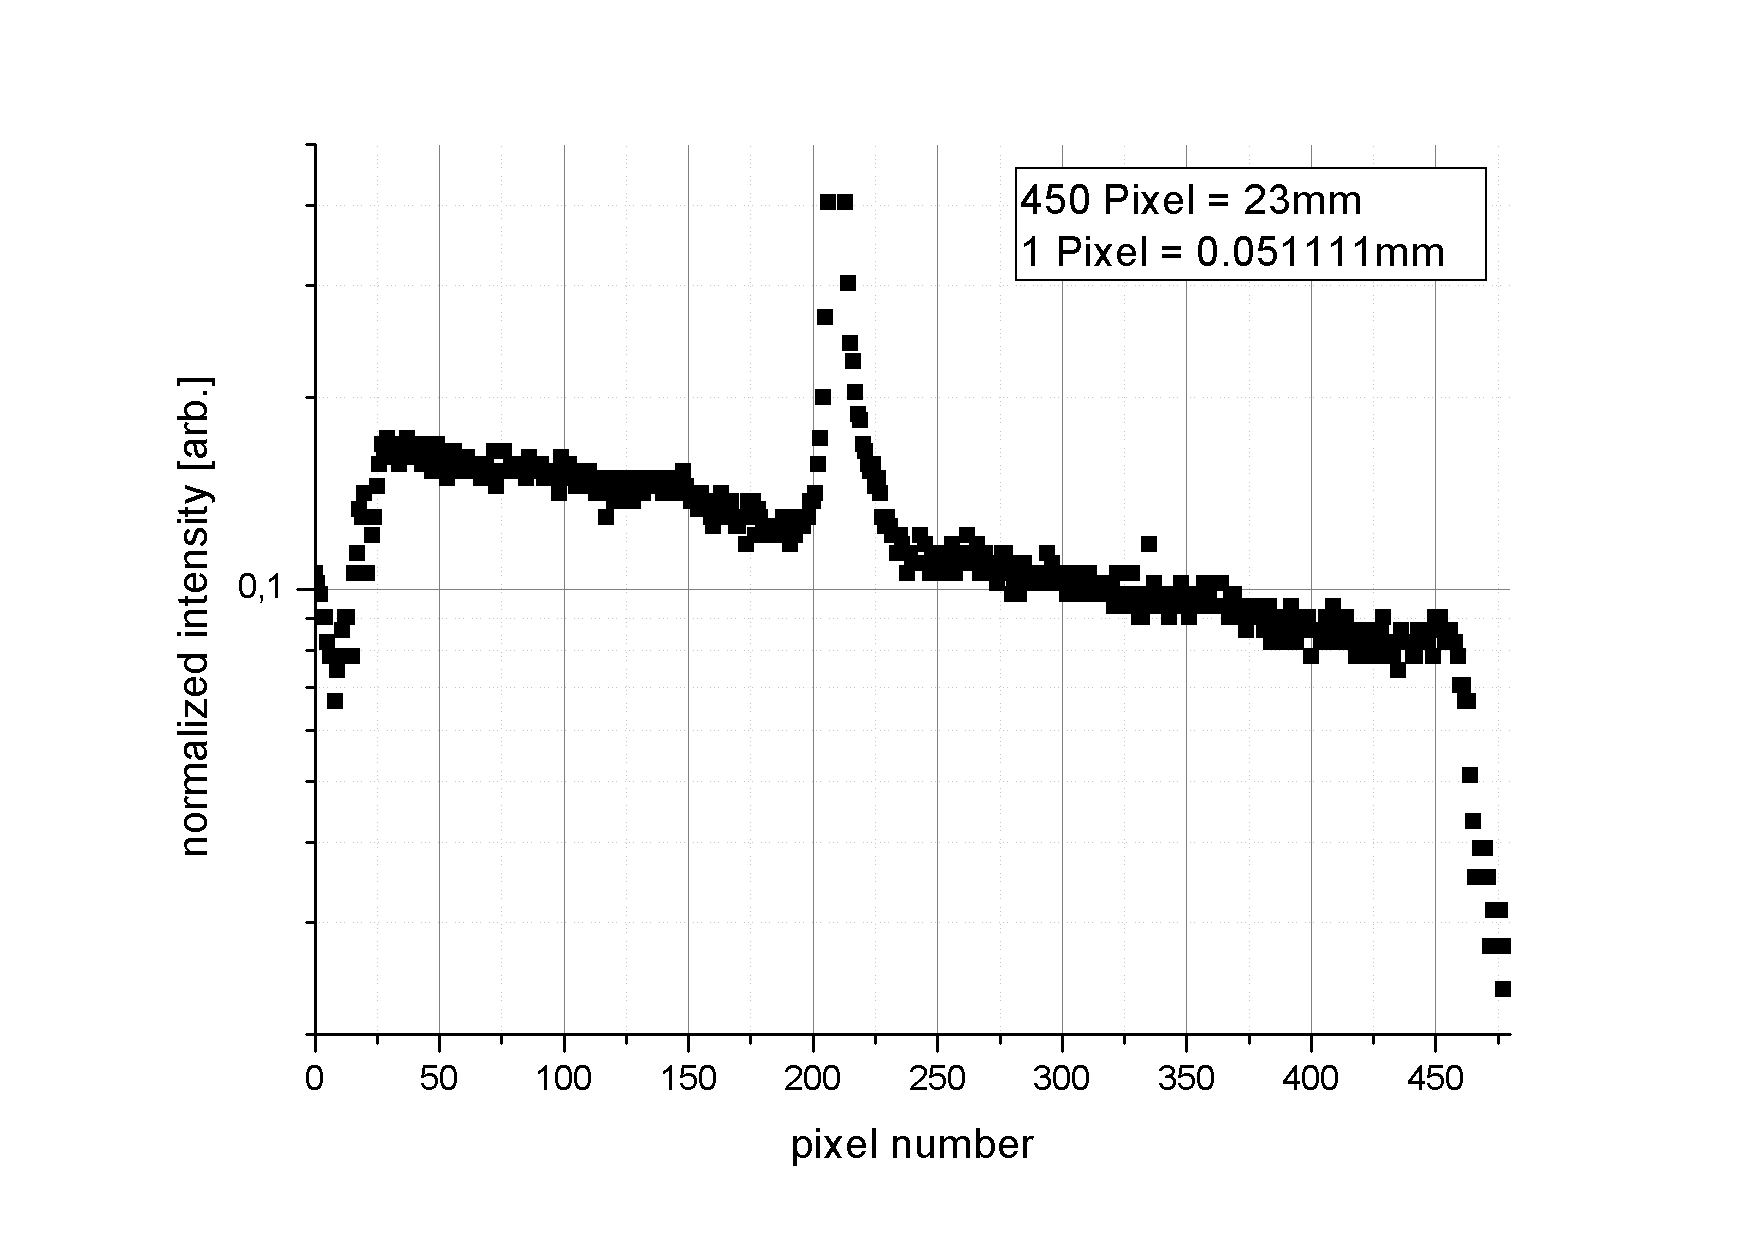 450 Pixel = 23mm
1 Pixel = 0.051111mm
normalized intensity [arb.]
0,1
0 50 100 150 200 250 300 350 400 450
pixel number